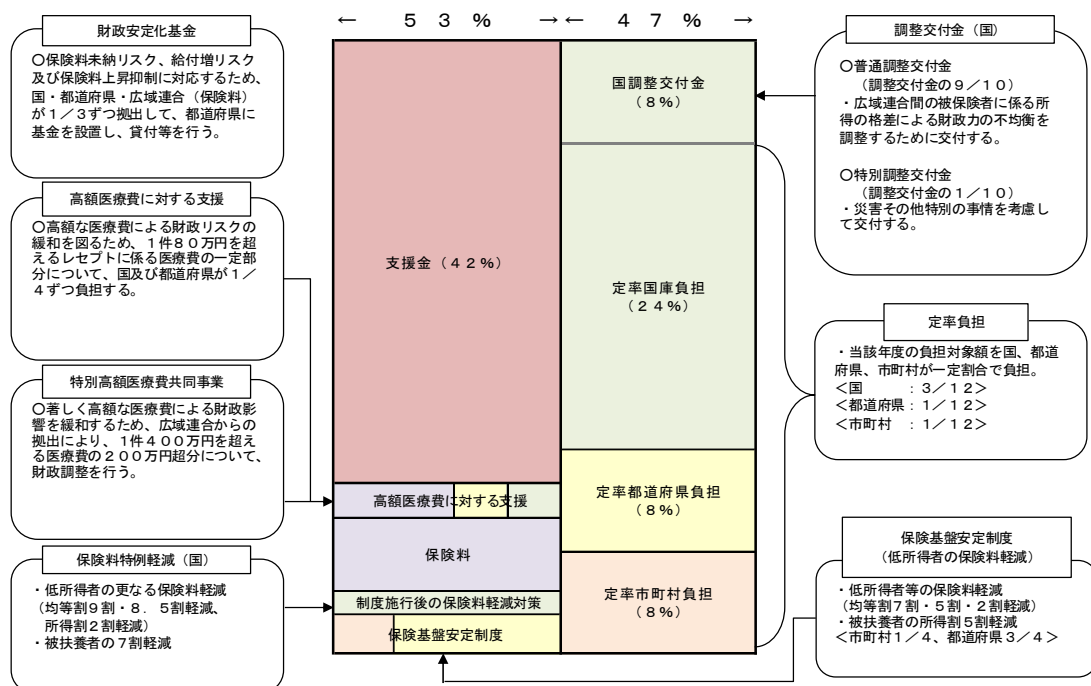 ← ５ ３ ％ →
← ４ ７ ％ →
財政安定化基金
○保険料未納リスク、給付増リスク
及び保険料上昇抑制に対応するため、
国・都道府県・広域連合（保険料）
が１／３ずつ拠出して、都道府県に
基金を設置し、貸付等を行う。
高額医療費に対する支援
○高額な医療費による財政リスクの
緩和を図るため、１件８０万円を超
えるレセプトに係る医療費の一定部
分について、国及び都道府県が１／
４ずつ負担する。
特別高額医療費共同事業
○著しく高額な医療費による財政影
響を緩和するため、広域連合からの
拠出により、１件４００万円を超え
る医療費の２００万円超分について、
財政調整を行う。
保険料特例軽減（国）
・低所得者の更なる保険料軽減
（均等割９割・８．５割軽減、
所得割２割軽減）
・被扶養者の７割軽減
支援金（４２％）
高額医療費に対する支援
保険料
制度施行後の保険料軽減対策
保険基盤安定制度
国調整交付金
（８％）
定率国庫負担
（２４％）
定率都道府県負担
（８％）
定率市町村負担
（８％）
調整交付金（国）
○普通調整交付金
（調整交付金の９／１０）
・広域連合間の被保険者に係る所
得の格差による財政力の不均衡を
調整するために交付する。
○特別調整交付金
（調整交付金の１／１０）
・災害その他特別の事情を考慮し
て交付する。
定率負担
・当該年度の負担対象額を国、都道
府県、市町村が一定割合で負担。
＜国　　　：３／１２＞
＜都道府県：１／１２＞
＜市町村　：１／１２＞
保険基盤安定制度
（低所得者の保険料軽減）
・低所得者等の保険料軽減
（均等割７割・５割・２割軽減）
・被扶養者の所得割５割軽減
＜市町村１／４、都道府県３／４＞